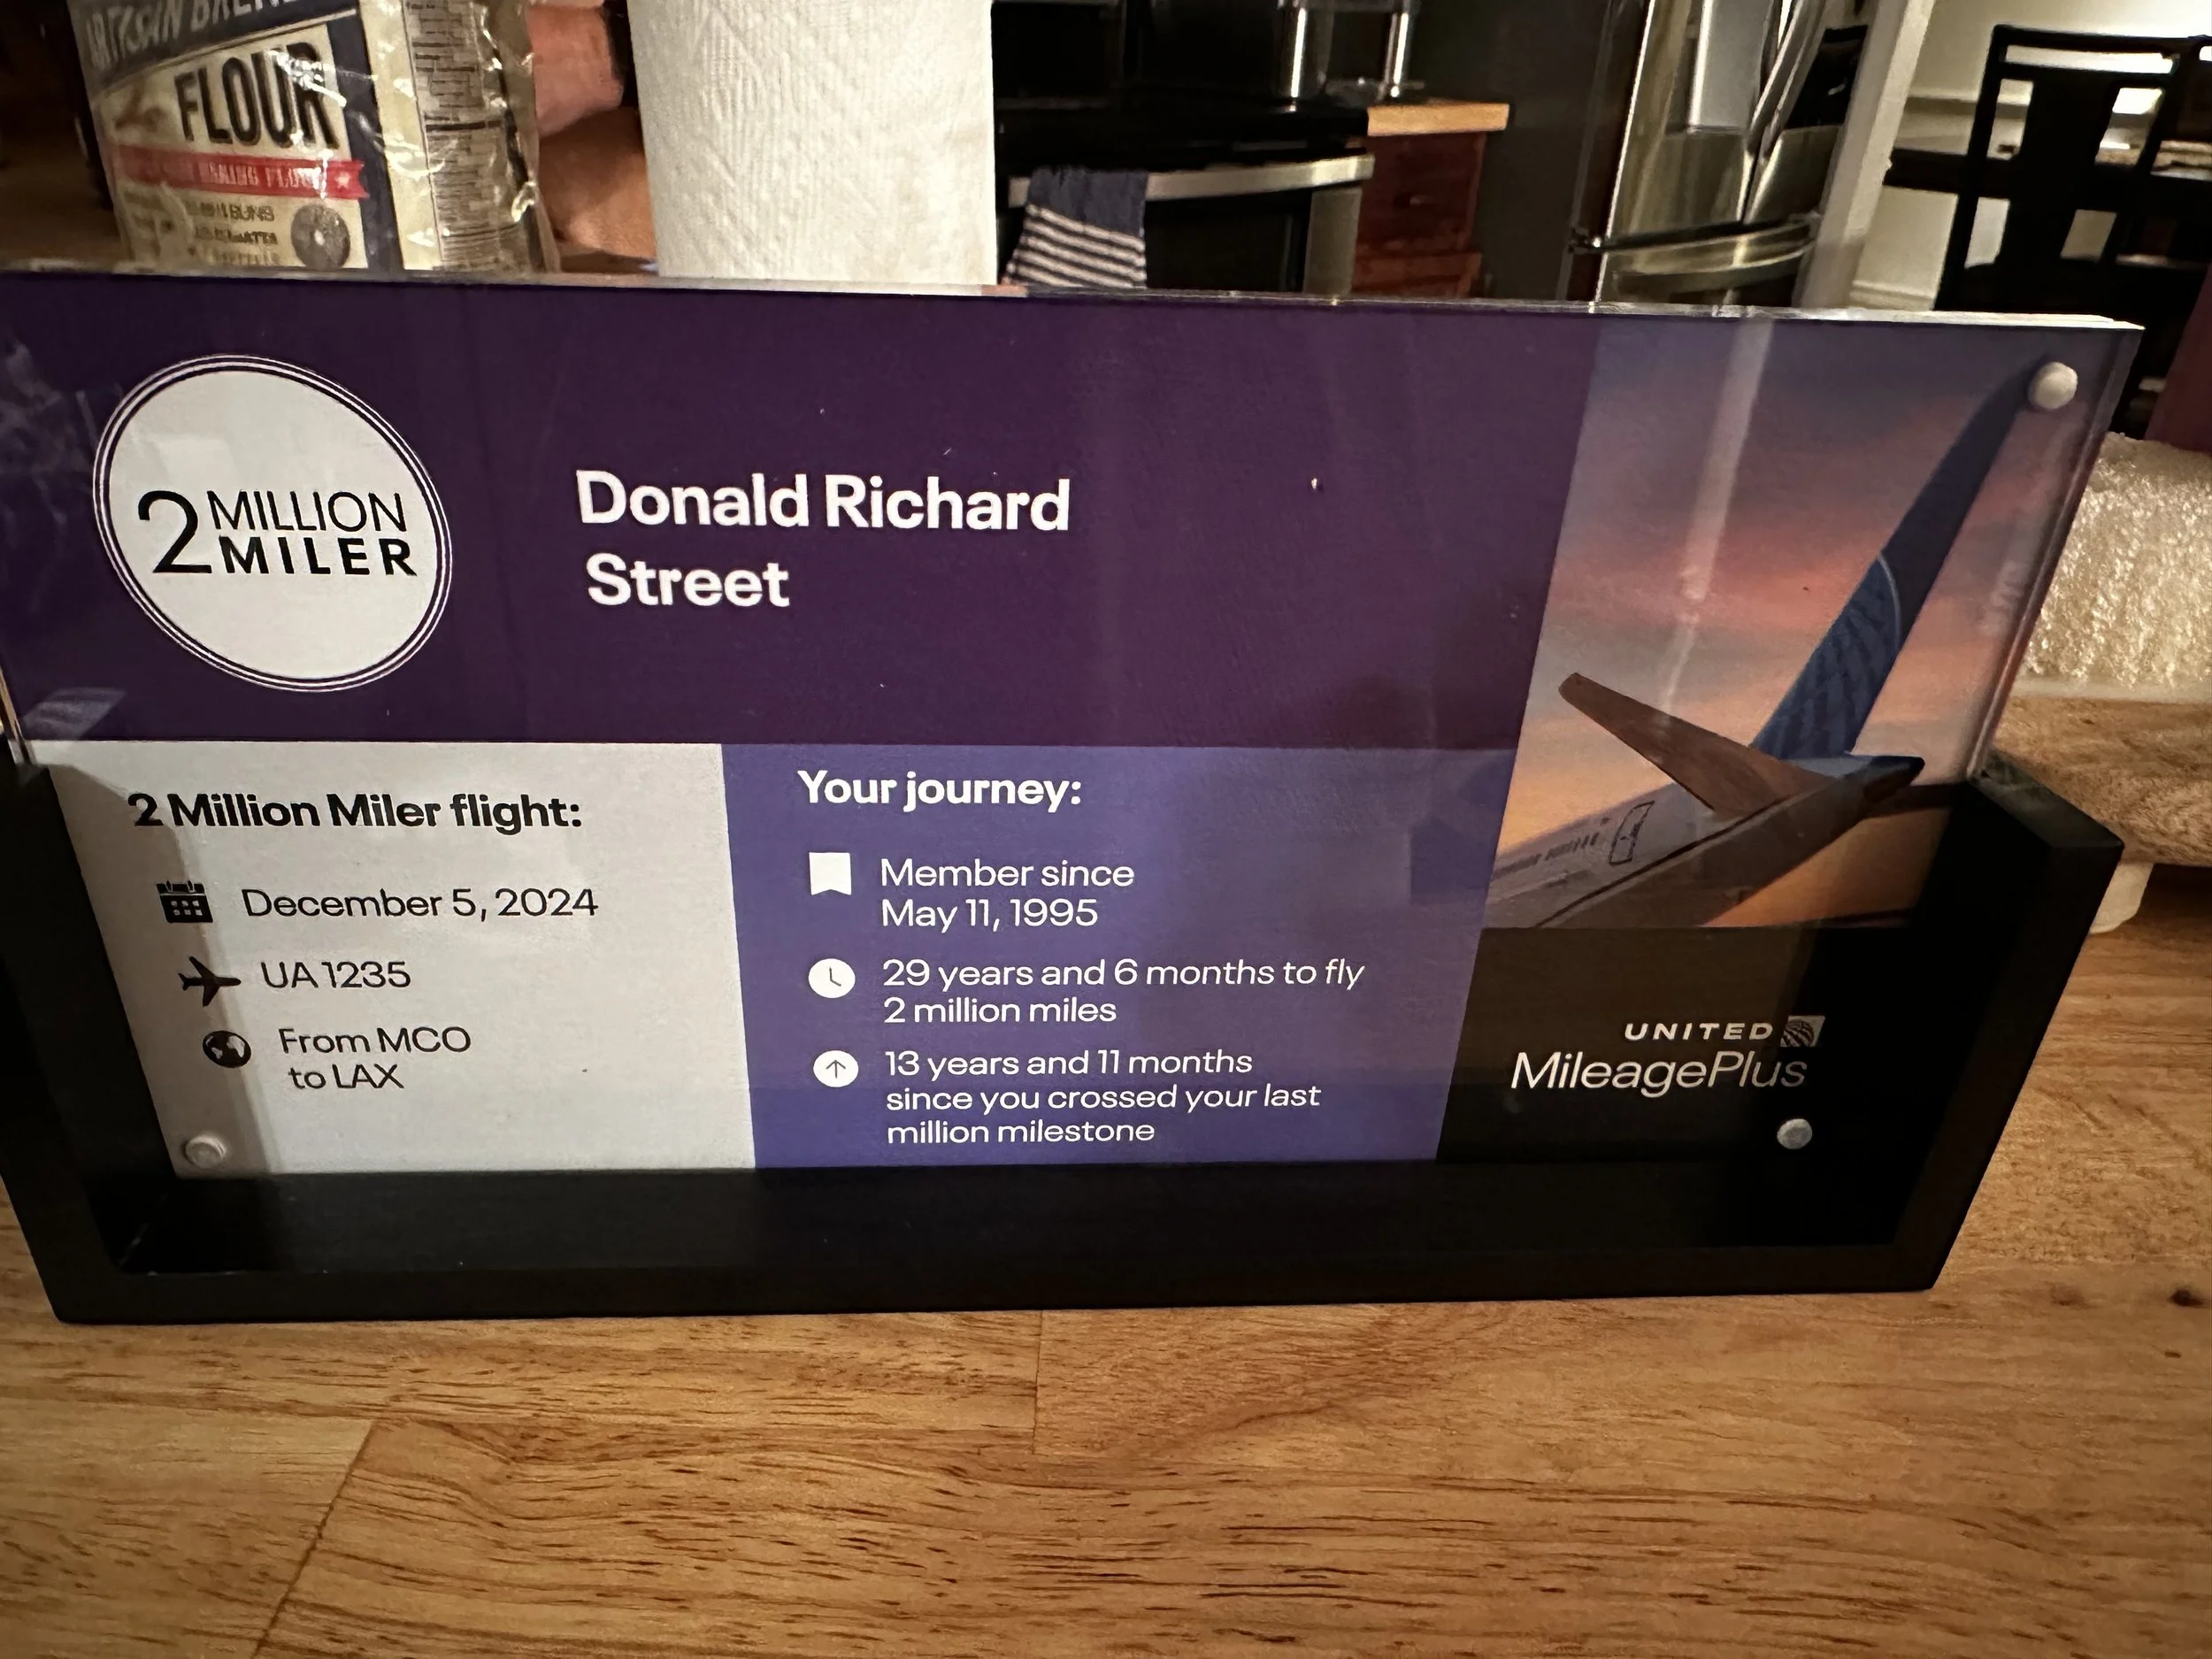 ARTISAN
FLOUR
2 MILLION
MILER
Donald Richard
Street
2 Million Miler flight:
December 5, 2024
UA 1235
From MCO
to LAX
Your journey:
Member since
May 11, 1995
29 years and 6 months to fly
2 million miles
13 years and 11 months
since you crossed your last
million milestone
UNITED
MileagePlus